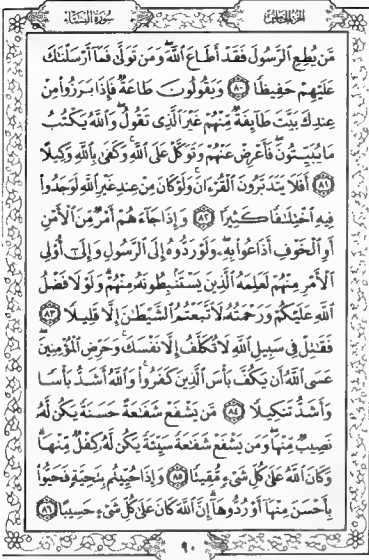 سورة النساء
الجزء الخامس
مَّن يُطِعِ ٱلرَّسُولَ فَقَدْ أَطَاعَ ٱللَّهَ وَمَن تَوَلَّىٰ فَمَآ أَرْسَلْنَٰكَ
عَلَيْهِمْ حَفِيظًا ٨٠ وَيَقُولُونَ طَاعَةٌ فَإِذَا بَرَزُوا۟ مِنْ
عِندِكَ بَيَّتَ طَآئِفَةٌ مِّنْهُمْ غَيْرَ ٱلَّذِى تَقُولُ وَٱللَّهُ يَكْتُبُ
مَا يُبَيِّتُونَ فَأَعْرِضْ عَنْهُمْ وَتَوَكَّلْ عَلَى ٱللَّهِ وَكَفَىٰ بِٱللَّهِ وَكِيلًا
٨١ أَفَلَا يَتَدَبَّرُونَ ٱلْقُرْءَانَ وَلَوْ كَانَ مِنْ عِندِ غَيْرِ ٱللَّهِ لَوَجَدُوا۟
فِيهِ ٱخْتِلَٰفًا كَثِيرًا ٨٢ وَإِذَا جَآءَهُمْ أَمْرٌ مِّنَ ٱلْأَمْنِ
أَوِ ٱلْخَوْفِ أَذَاعُوا۟ بِهِۦ وَلَوْ رَدُّوهُ إِلَى ٱلرَّسُولِ وَإِلَىٰٓ أُو۟لِى
ٱلْأَمْرِ مِنْهُمْ لَعَلِمَهُ ٱلَّذِينَ يَسْتَنۢبِطُونَهُۥ مِنْهُمْ وَلَوْلَا فَضْلُ
ٱللَّهِ عَلَيْكُمْ وَرَحْمَتُهُۥ لَٱتَّبَعْتُمُ ٱلشَّيْطَٰنَ إِلَّا قَلِيلًا ٨٣
فَقَٰتِلْ فِى سَبِيلِ ٱللَّهِ لَا تُكَلَّفُ إِلَّا نَفْسَكَ وَحَرِّضِ ٱلْمُؤْمِنِينَ
عَسَى ٱللَّهُ أَن يَكُفَّ بَأْسَ ٱلَّذِينَ كَفَرُوا۟ وَٱللَّهُ أَشَدُّ بَأْسًا
وَأَشَدُّ تَنكِيلًا ٨٤ مَّن يَشْفَعْ شَفَٰعَةً حَسَنَةً يَكُن لَّهُۥ
نَصِيبٌ مِّنْهَا وَمَن يَشْفَعْ شَفَٰعَةً سَيِّئَةً يَكُن لَّهُۥ كِفْلٌ مِّنْهَا
وَكَانَ ٱللَّهُ عَلَىٰ كُلِّ شَىْءٍ مُّقِيتًا ٨٥ وَإِذَا حُيِّيتُم بِتَحِيَّةٍ فَحَيُّوا۟
بِأَحْسَنَ مِنْهَآ أَوْ رُدُّوهَآ إِنَّ ٱللَّهَ كَانَ عَلَىٰ كُلِّ شَىْءٍ حَسِيبًا ٨٦
٩٠